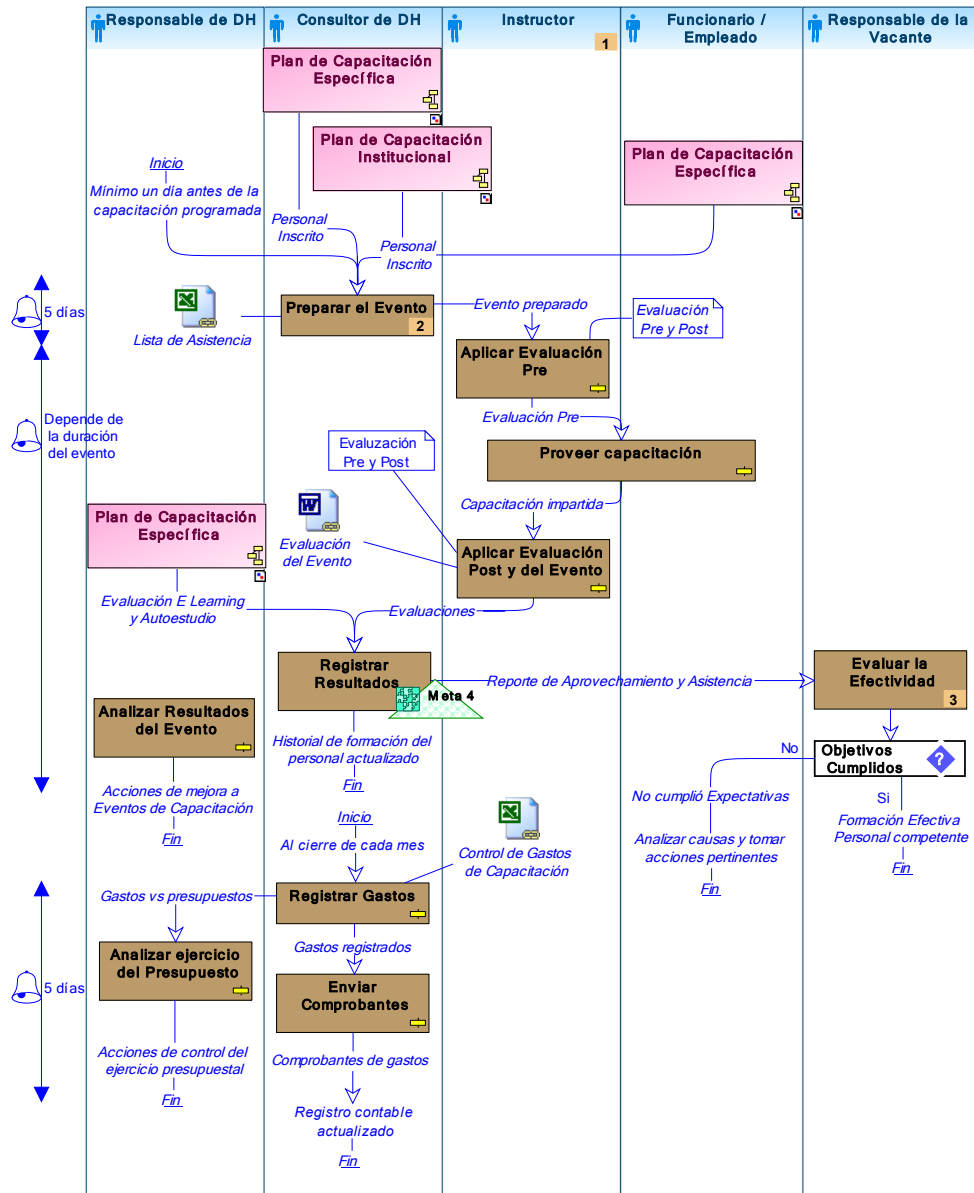 Responsable de DH
Consultor de DH
Instructor
Funcionario /
Empleado
Responsable de la
Vacante
1
Plan de Capacitación
Específica
Plan de Capacitación
Institucional
Plan de Capacitación
Específica
Inicio
Mínimo un día antes de la
capacitación programada
Personal
Inscrito
Personal
Inscrito
5 días
Lista de Asistencia
Preparar el Evento
2
Evento preparado
Evaluación
Pre y Post
Aplicar Evaluación
Pre
Evaluación Pre
Depende de
la duración
del evento
Evaluzación
Pre y Post
Proveer capacitación
Capacitación impartida
Plan de Capacitación
Específica
Evaluación
del Evento
Aplicar Evaluación
Post y del Evento
Evaluación E Learning
y Autoestudio
Evaluaciones
Registrar
Resultados
Meta 4
Reporte de Aprovechamiento y Asistencia
Evaluar la
Efectividad
3
Analizar Resultados
del Evento
Historial de formación del
personal actualizado
Fin
No
Objetivos
Cumplidos
?
Acciones de mejora a
Eventos de Capacitación
Fin
No cumplió Expectativas
Analizar causas y tomar
acciones pertinentes
Fin
Si
Formación Efectiva
Personal competente
Fin
Inicio
Al cierre de cada mes
Control de Gastos
de Capacitación
Gastos vs presupuestos
Registrar Gastos
Gastos registrados
Analizar ejercicio
del Presupuesto
5 días
Enviar
Comprobantes
Acciones de control del
ejercicio presupuestal
Fin
Comprobantes de gastos
Registro contable
actualizado
Fin